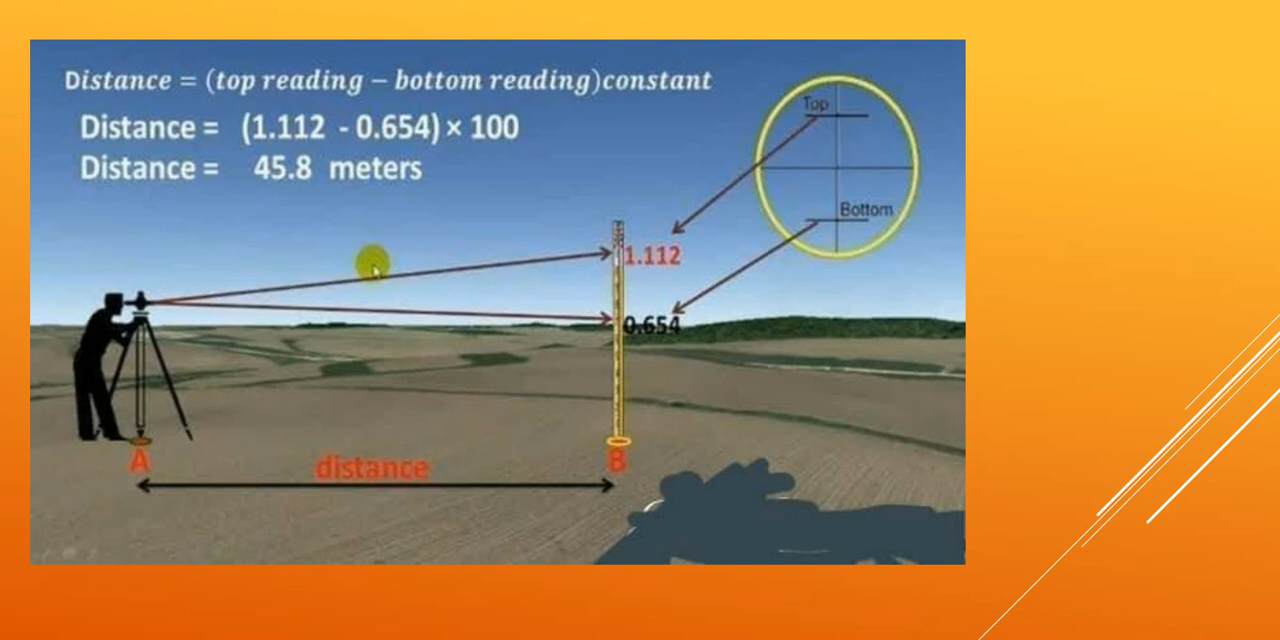 Distance = (top reading − bottom reading)constant
Distance = (1.112 - 0.654) × 100
Distance = 45.8 meters
Top
Bottom
1.112
0.654
A
distance
B